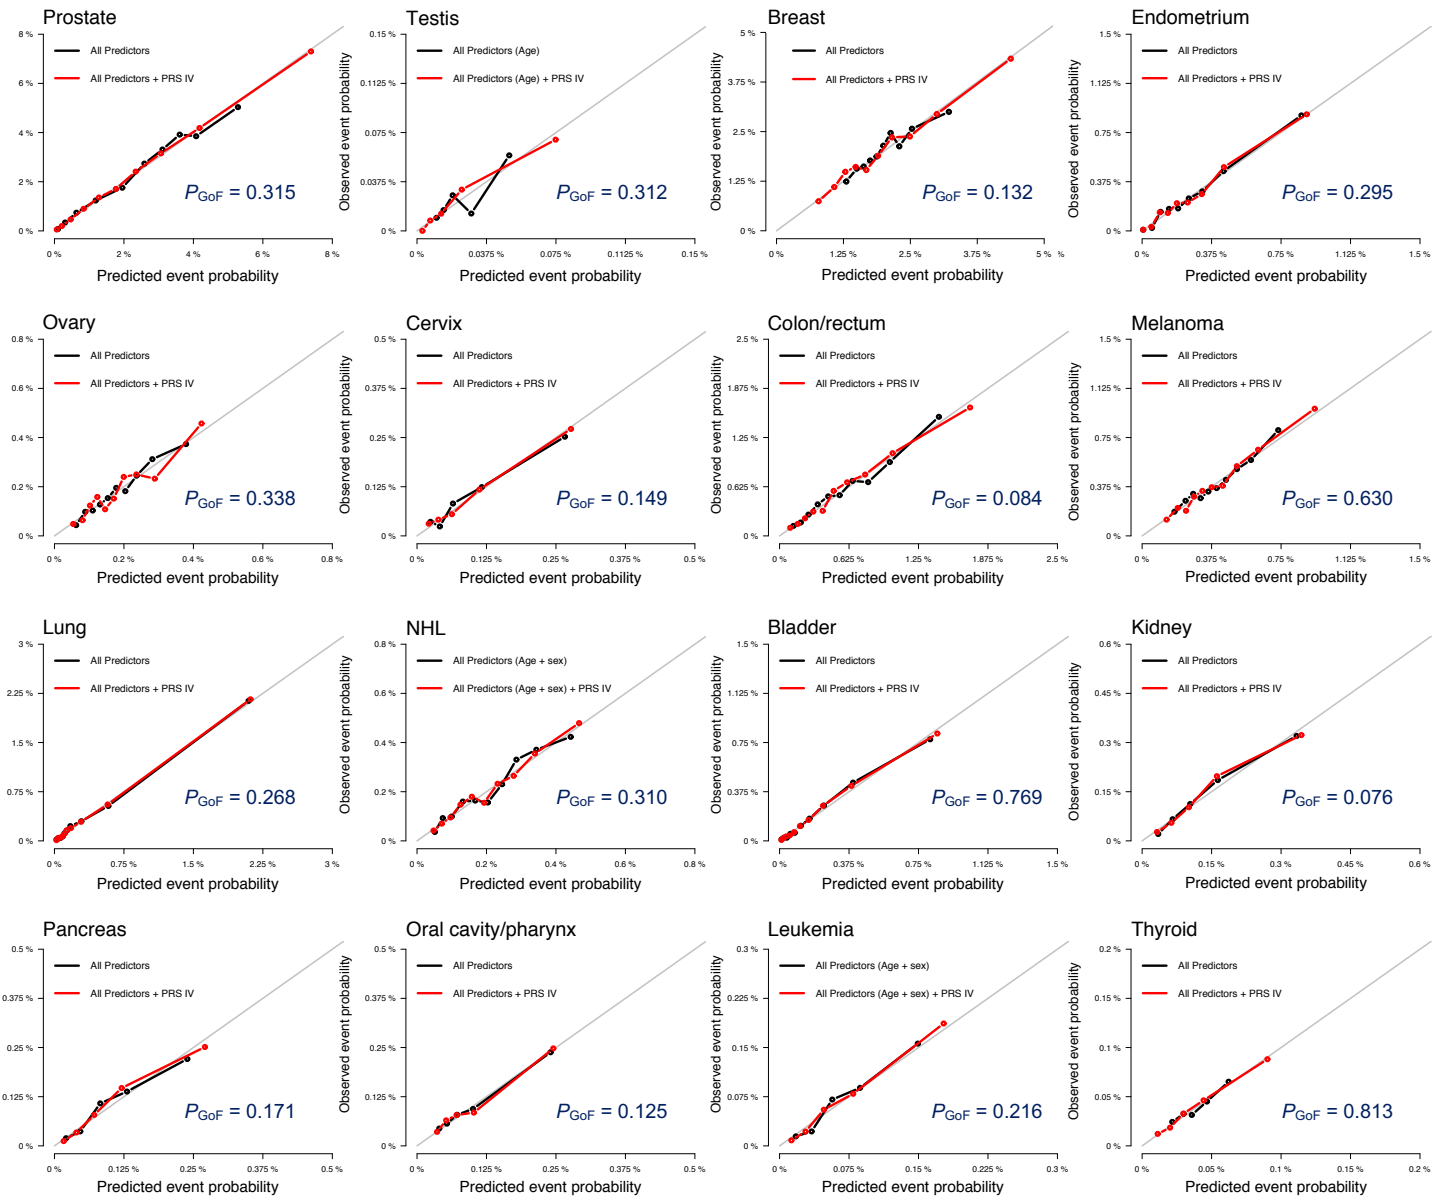 Prostate
8 %
6 %
4 %
2 %
0 %
All Predictors
All Predictors + PRS IV
P GoF = 0.315
0 %
2 %
4 %
6 %
8 %
Predicted event probability
Testis
Observed event probability
0.15 %
0.1125 %
0.075 %
0.0375 %
0 %
All Predictors (Age)
All Predictors (Age) + PRS IV
P GoF = 0.312
0 %
0.0375 %
0.075 %
0.1125 %
0.15 %
Predicted event probability
Breast
Observed event probability
5 %
3.75 %
2.5 %
1.25 %
0 %
All Predictors
All Predictors + PRS IV
P GoF = 0.132
0 %
1.25 %
2.5 %
3.75 %
5 %
%
Predicted event probability
Endometrium
Observed event probability
1.5 %
1.125 %
0.75 %
0.375 %
0 %
All Predictors
All Predictors + PRS IV
P GoF = 0.295
0 %
0.375 %
0.75 %
1.125 %
1.5 %
Predicted event probability
Ovary
0.8 %
0.6 %
0.4 %
0.2 %
0 %
All Predictors
All Predictors + PRS IV
P GoF = 0.338
0 %
0.2 %
0.4 %
0.6 %
0.8 %
Predicted event probability
Cervix
Observed event probability
0.5 %
0.375 %
0.25 %
0.125 %
0 %
All Predictors
All Predictors + PRS IV
P GoF = 0.149
0 %
0.125 %
0.25 %
0.375 %
0.5 %
Predicted event probability
Colon/rectum
Observed event probability
2.5 %
1.875 %
1.25 %
0.625 %
0 %
All Predictors
All Predictors + PRS IV
P GoF = 0.084
0 %
0.625 %
1.25 %
1.875 %
2.5 %
Predicted event probability
Melanoma
Observed event probability
1.5 %
1.125 %
0.75 %
0.375 %
0 %
All Predictors
All Predictors + PRS IV
P GoF = 0.630
0 %
0.375 %
0.75 %
1.125 %
1.5 %
Predicted event probability
Lung
3 %
2.25 %
1.5 %
0.75 %
0 %
All Predictors
All Predictors + PRS IV
P GoF = 0.268
0 %
0.75 %
1.5 %
2.25 %
3 %
Predicted event probability
NHL
Observed event probability
0.8 %
0.6 %
0.4 %
0.2 %
0 %
All Predictors (Age + sex)
All Predictors (Age + sex) + PRS IV
P GoF = 0.310
0 %
0.2 %
0.4 %
0.6 %
0.8 %
Predicted event probability
Bladder
Observed event probability
1.5 %
1.125 %
0.75 %
0.375 %
0 %
All Predictors
All Predictors + PRS IV
P GoF = 0.769
0 %
0.375 %
0.75 %
1.125 %
1.5 %
Predicted event probability
Kidney
Observed event probability
0.6 %
0.45 %
0.3 %
0.15 %
0 %
All Predictors
All Predictors + PRS IV
P GoF = 0.076
0 %
0.15 %
0.3 %
0.45 %
0.6 %
Predicted event probability
Pancreas
0.5 %
0.375 %
0.25 %
0.125 %
0 %
All Predictors
All Predictors + PRS IV
P GoF = 0.171
0 %
0.125 %
0.25 %
0.375 %
0.5 %
Predicted event probability
Oral cavity/pharynx
Observed event probability
0.5 %
0.375 %
0.25 %
0.125 %
0 %
All Predictors
All Predictors + PRS IV
P GoF = 0.125
0 %
0.125 %
0.25 %
0.375 %
0.5 %
Predicted event probability
Leukemia
Observed event probability
0.3 %
0.225 %
0.15 %
0.075 %
0 %
All Predictors (Age + sex)
All Predictors (Age + sex) + PRS IV
P GoF = 0.216
0 %
0.075 %
0.15 %
0.225 %
0.3 %
Predicted event probability
Thyroid
Observed event probability
0.2 %
0.15 %
0.1 %
0.05 %
0 %
All Predictors
All Predictors + PRS IV
P GoF = 0.813
0 %
0.05 %
0.1 %
0.15 %
0.2 %
Predicted event probability